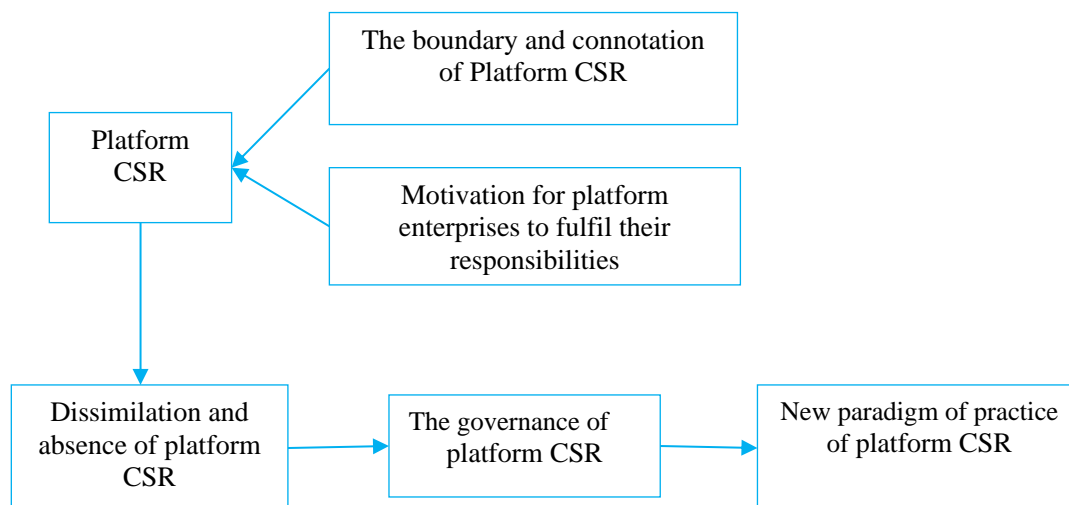 The boundary and connotation
of Platform CSR
Platform
CSR
Motivation for platform
enterprises to fulfil their
responsibilities
Dissimilation and
absence of platform
CSR
The governance of
platform CSR
New paradigm of practice
of platform CSR